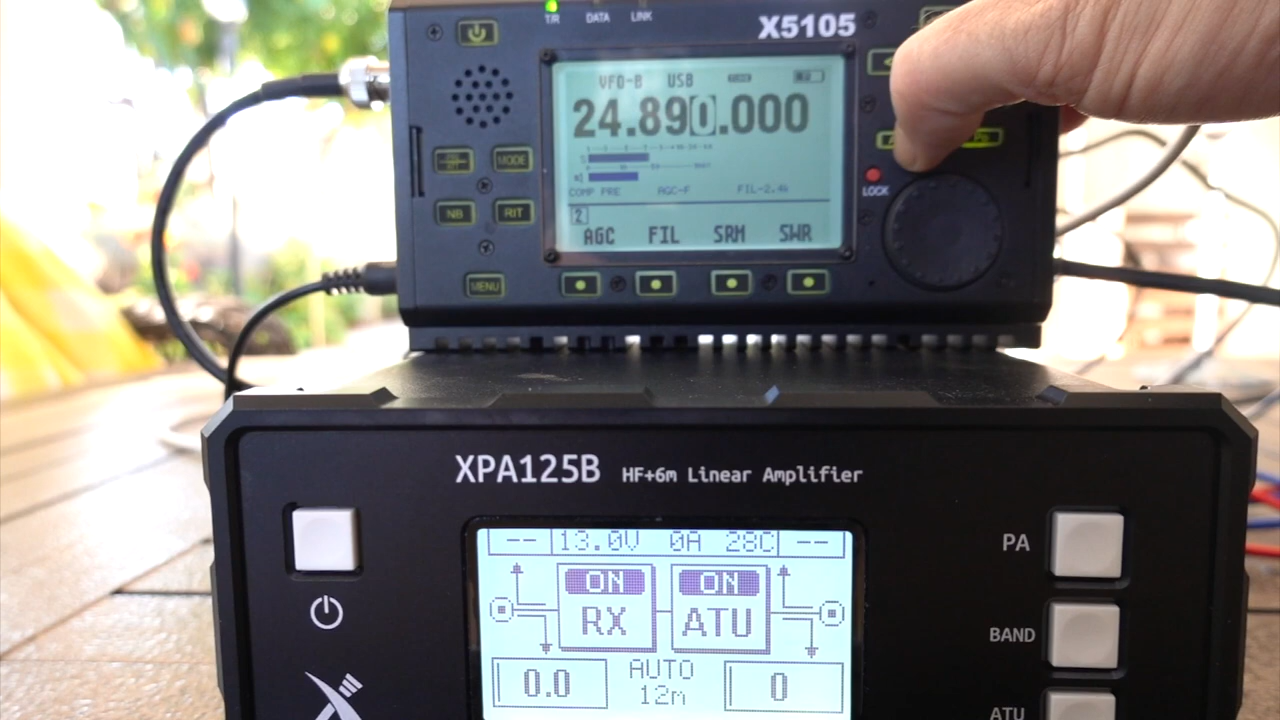 T/R DATA LINK
X5105
VFO-B USB
24.890.000
COMP PRE AGC-F FIL-2.4k
2
AGC FIL SRM SWR
MODE
NB RIT
MENU
LOCK
XPA125B HF+6m Linear Amplifier
-- 13.0V 0A 28C --
ON ON
RX ATU
AUTO
12m
0.0 0
PA
BAND
ATU